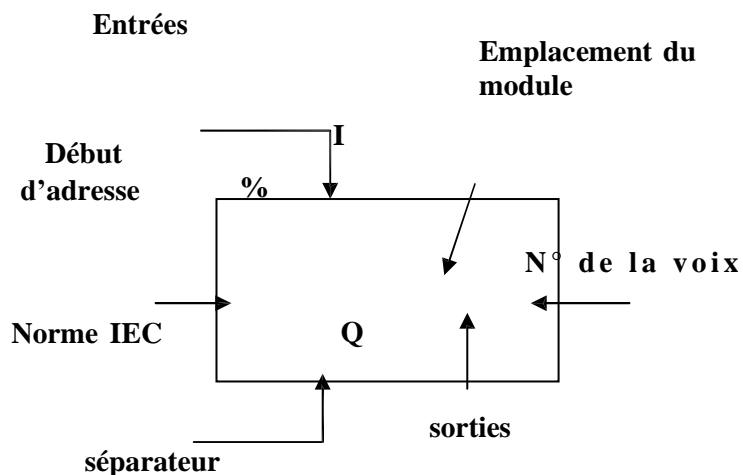 Entrées
Emplacement du
module
I
Début
d'adresse
%
N° de la voix
Norme IEC
Q
sorties
séparateur